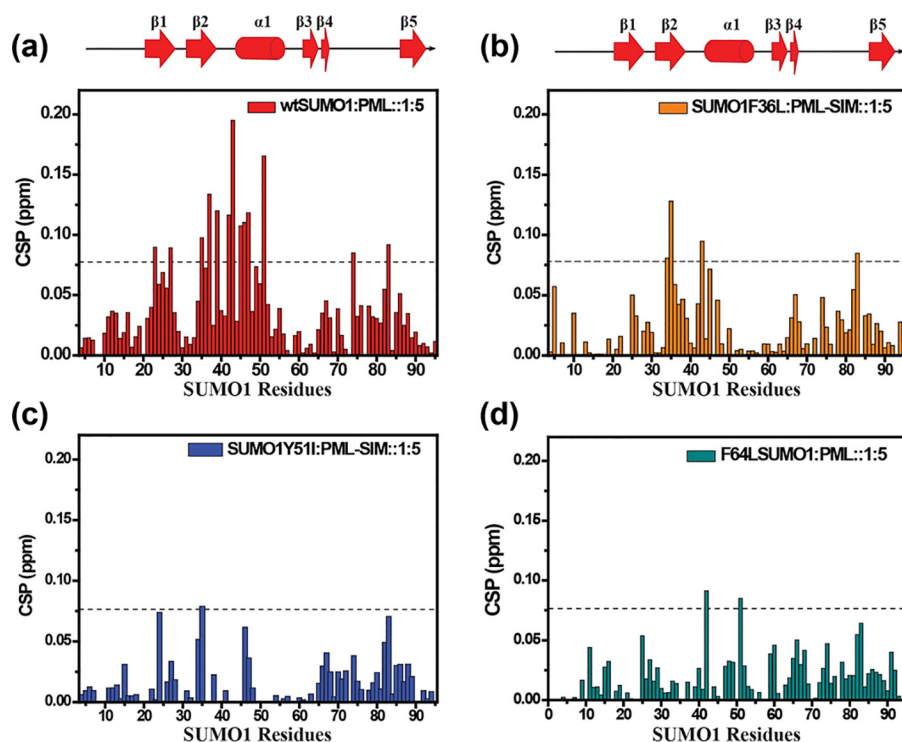 (a)
β1 β2 α1 β3 β4 β5
wtSUMO1:PML::1:5
CSP (ppm)
0.20
0.15
0.10
0.05
0.00
10 20 30 40 50 60 70 80 90
SUMO1 Residues
(b)
β1 β2 α1 β3 β4 β5
SUMO1F36L:PML-SIM::1:5
CSP (ppm)
0.20
0.15
0.10
0.05
0.00
10 20 30 40 50 60 70 80 90
SUMO1 Residues
(c)
SUMO1Y51I:PML-SIM::1:5
CSP (ppm)
0.20
0.15
0.10
0.05
0.00
10 20 30 40 50 60 70 80 90
SUMO1 Residues
(d)
F64LSUMO1:PML::1:5
CSP (ppm)
0.20
0.15
0.10
0.05
0.00
0 10 20 30 40 50 60 70 80 90
SUMO1 Residues